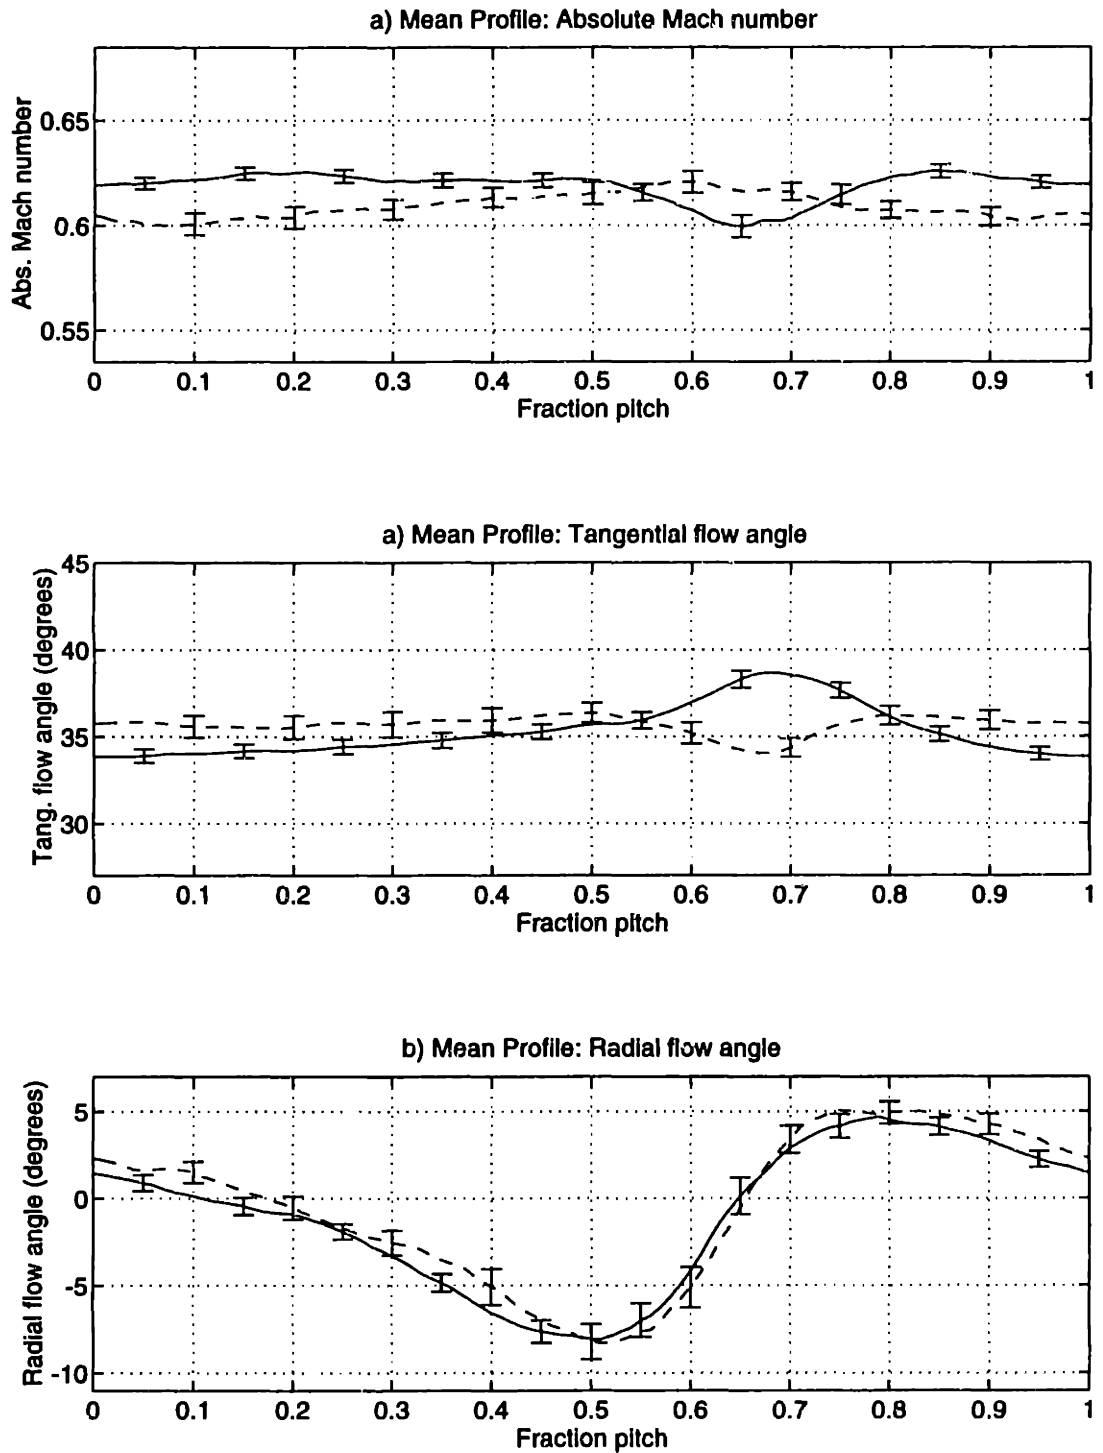 a) Mean Profile: Absolute Mach number
Abs. Mach number
0.65
0.6
0.55
0 0.1 0.2 0.3 0.4 0.5 0.6 0.7 0.8 0.9 1
Fraction pitch
a) Mean Profile: Tangential flow angle
Tang. flow angle (degrees)
45
40
35
30
0 0.1 0.2 0.3 0.4 0.5 0.6 0.7 0.8 0.9 1
Fraction pitch
b) Mean Profile: Radial flow angle
Radial flow angle (degrees)
5
0
-5
-10
0 0.1 0.2 0.3 0.4 0.5 0.6 0.7 0.8 0.9 1
Fraction pitch